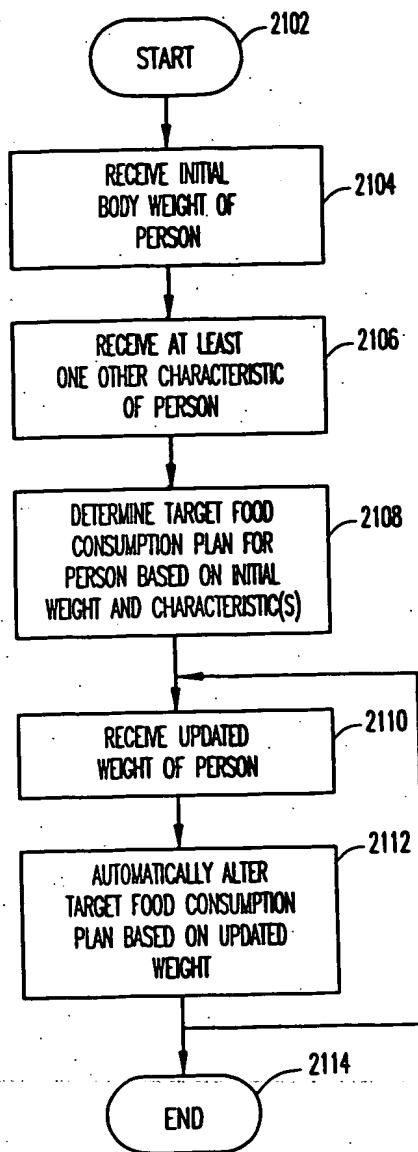 2102
START
RECEIVE INITIAL
BODY WEIGHT OF
PERSON
2104
RECEIVE AT LEAST
ONE OTHER CHARACTERISTIC
OF PERSON
2106
DETERMINE TARGET FOOD
CONSUMPTION PLAN FOR
PERSON BASED ON INITIAL
WEIGHT AND CHARACTERISTIC(S)
2108
RECEIVE UPDATED
WEIGHT OF PERSON
2110
AUTOMATICALLY ALTER
TARGET FOOD CONSUMPTION
PLAN BASED ON UPDATED
WEIGHT
2112
END
2114